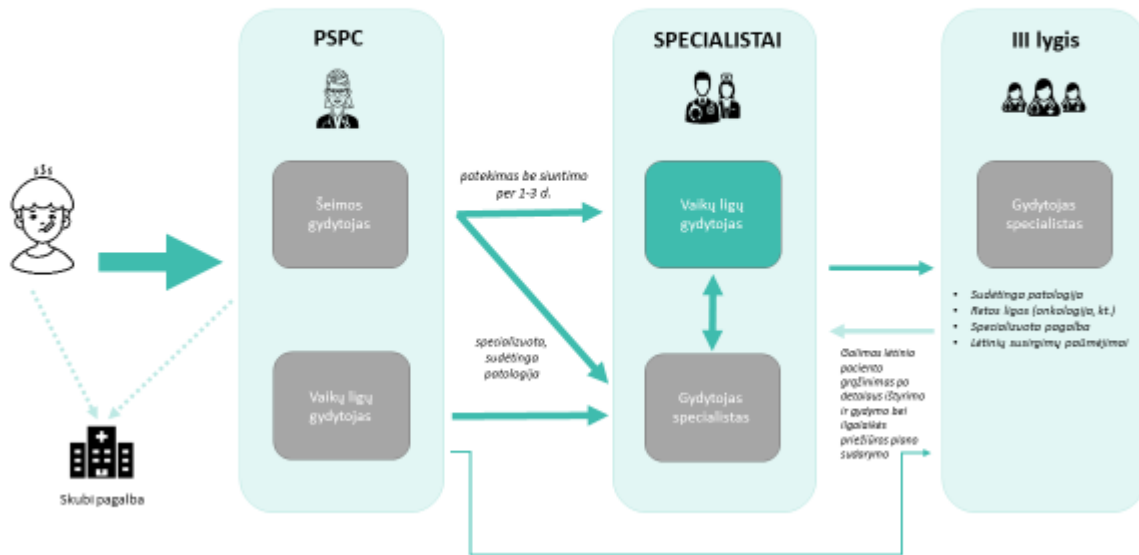 PSPC
SPECIALISTAI
III lygis
Šeimos
gydytojas
patekimas be siuntimo
per 1-3 d.
Vaikų ligų
gydytojas
Gydytojas
specialistas
Sudėtinga patologija
Retos ligos (onkologija, kt.)
Specializuota pagalba
Lėtinių susirgimų paūmėjimai
specializuota,
sudėtinga
patologija
Vaikų ligų
gydytojas
Gydytojas
specialistas
Galimas lėtinio
paciento
grąžinimas po
detalaus ištyrimo
ir gydymo bei
ilgalaikės
priežiūros plano
sudarymo
Skubi pagalba